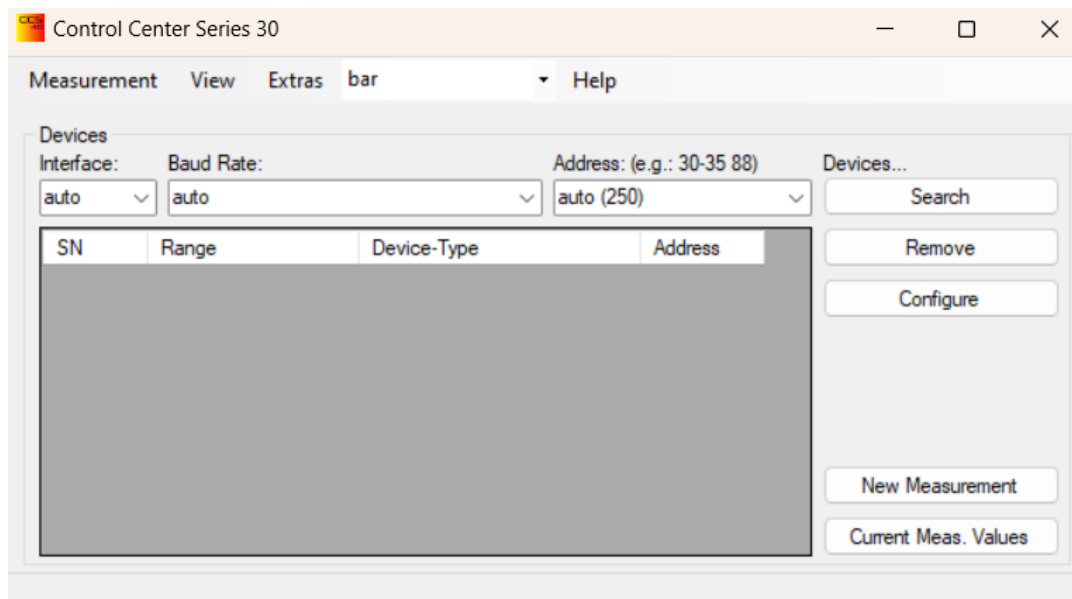 CCS
30
Control Center Series 30
Measurement View Extras bar Help
Devices
Interface: Baud Rate: Address: (e.g.: 30-35 88) Devices...
auto auto auto (250) Search
SN Range Device-Type Address Remove
Configure
New Measurement
Current Meas. Values